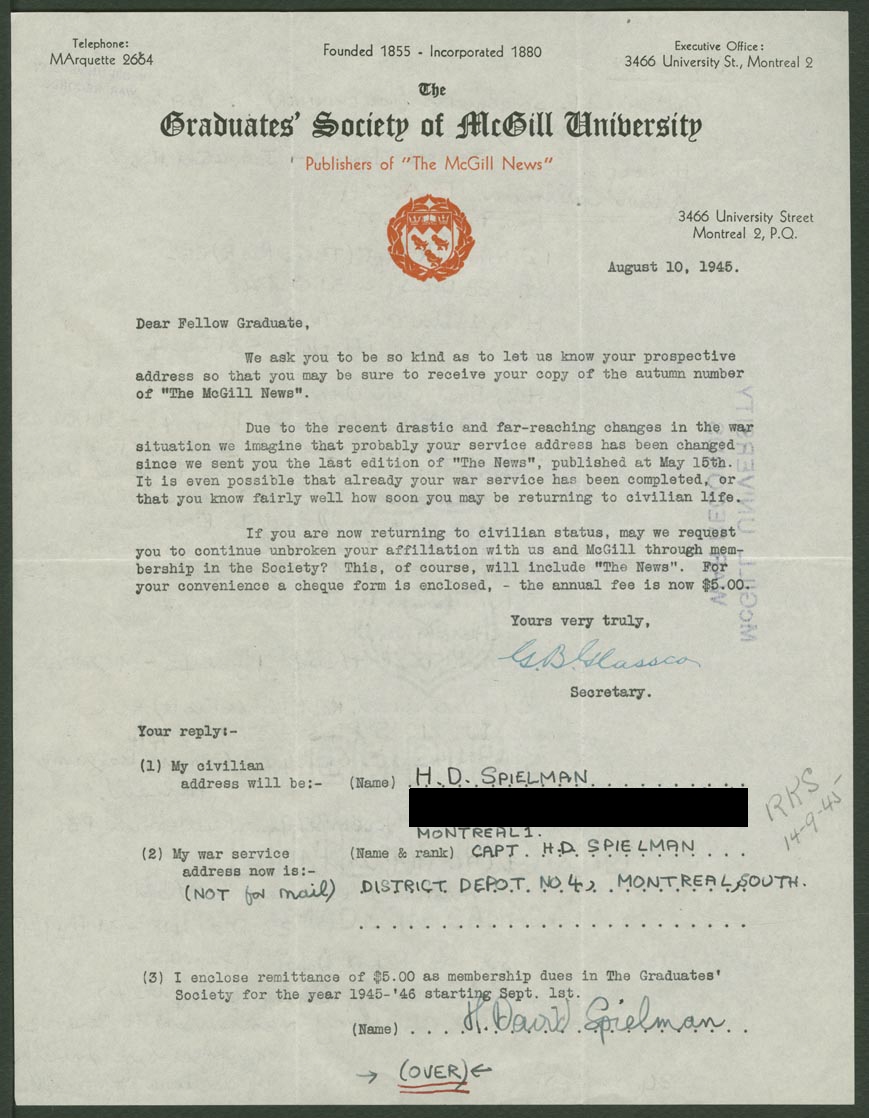 Telephone:
MArquette 2664
Founded 1855 - Incorporated 1880
Executive Office:
3466 University St., Montreal 2
The
Graduates' Society of McGill University
Publishers of "The McGill News"
3466 University Street
Montreal 2, P.Q.
August 10, 1945.
Dear Fellow Graduate,
We ask you to be so kind as to let us know your prospective
address so that you may be sure to receive your copy of the autumn number
of "The McGill News".
Due to the recent drastic and far-reaching changes in the war
situation we imagine that probably your service address has been changed
since we sent you the last edition of "The News", published at May 15th.
It is even possible that already your war service has been completed, or
that you know fairly well how soon you may be returning to civilian life.
If you are now returning to civilian status, may we request
you to continue unbroken your affiliation with us and McGill through mem-
bership in the Society? This, of course, will include "The News". For
your convenience a cheque form is enclosed, - the annual fee is now $5.00.
WAR RECORDS
McGILL UNIVERSITY
Yours very truly,
G.B. Glassco
Secretary.
Your reply:-
(1) My civilian
address will be:- (Name) H.D. SPIELMAN
MONTREAL 1.
RKS
14-9-45
(2) My war service (Name & rank) CAPT. H.D. SPIELMAN
address now is:-
(NOT for mail) DISTRICT DEPOT NO. 4, MONTREAL SOUTH.
(3) I enclose remittance of $5.00 as membership dues in The Graduates'
Society for the year 1945-'46 starting Sept. 1st.
(Name) . . . . H. David Spielman
→ (OVER) ←